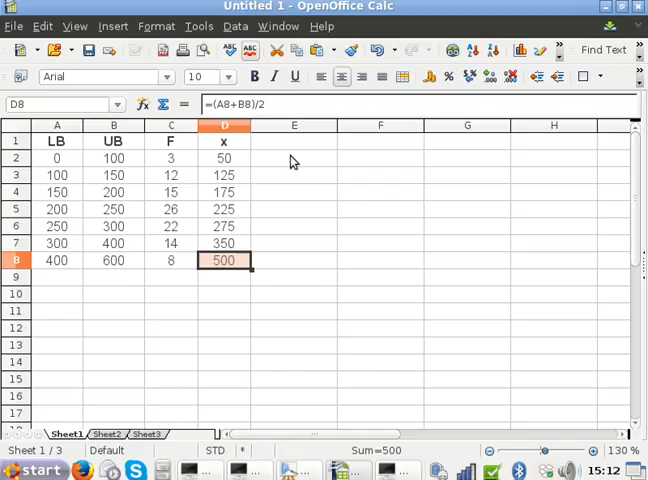 Untitled 1 - OpenOffice Calc
File Edit View Insert Format Tools Data Window Help
Find Text
Arial 10 B I U %
D8 =(A8+B8)/2
A B C D E F G H
1 LB UB F x
2 0 100 3 50
3 100 150 12 125
4 150 200 15 175
5 200 250 26 225
6 250 300 22 275
7 300 400 14 350
8 400 600 8 500
9
10
11
12
13
14
15
16
17
Sheet1 Sheet2 Sheet3
Sheet 1 / 3 Default STD * Sum=500 130 %
start 15:12